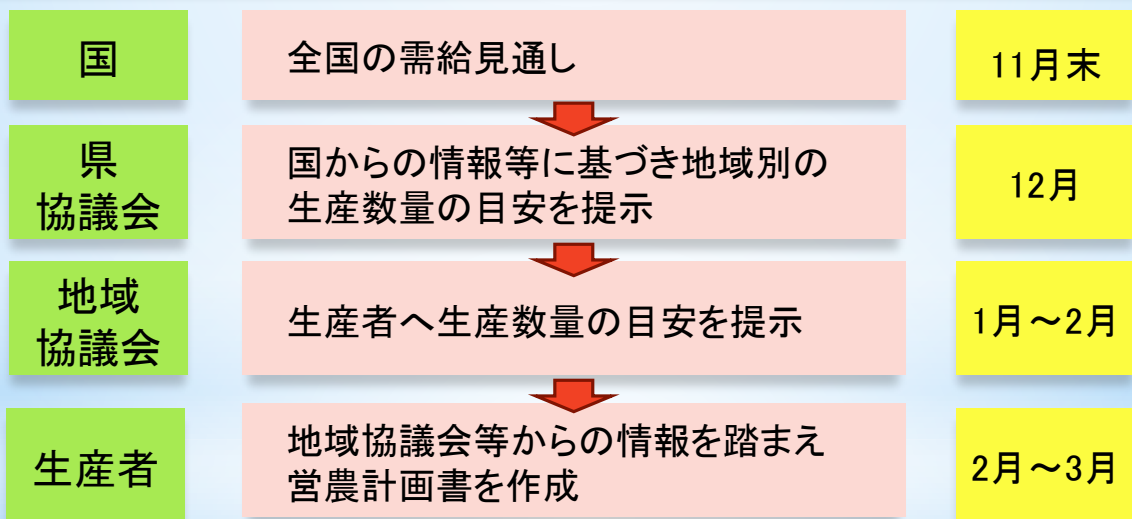 国
全国の需給見通し
11月末
県
協議会
国からの情報等に基づき地域別の
生産数量の目安を提示
12月
地域
協議会
生産者へ生産数量の目安を提示
1月～2月
生産者
地域協議会等からの情報を踏まえ
営農計画書を作成
2月～3月